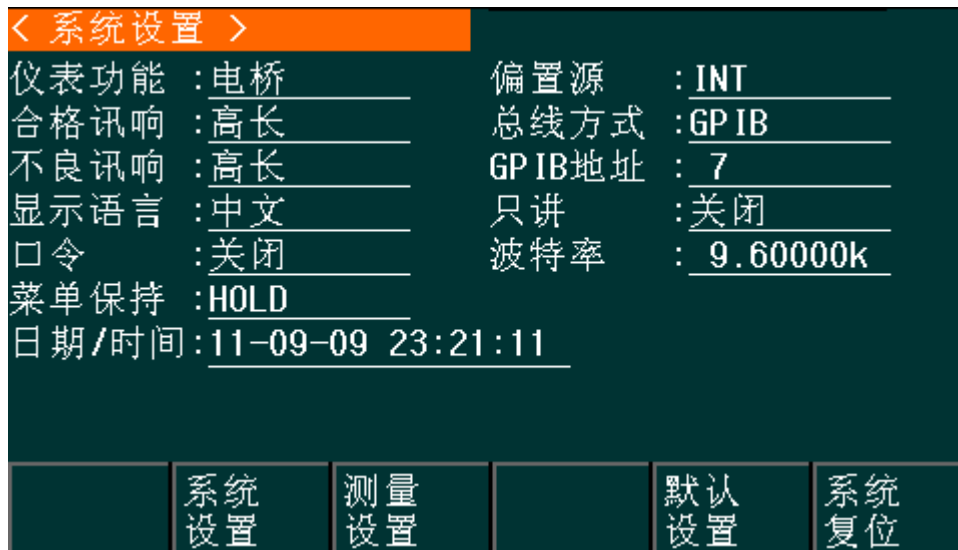 < 系统设置 >
仪表功能 :电桥 偏置源 : INT
合格讯响 :高长 总线方式 :GPIB
不良讯响 :高长 GPIB地址 : 7
显示语言 :中文 只讲 :关闭
口令 :关闭 波特率 : 9.60000k
菜单保持 :HOLD
日期/时间:11-09-09 23:21:11
系统 测量 默认 系统
设置 设置 设置 复位